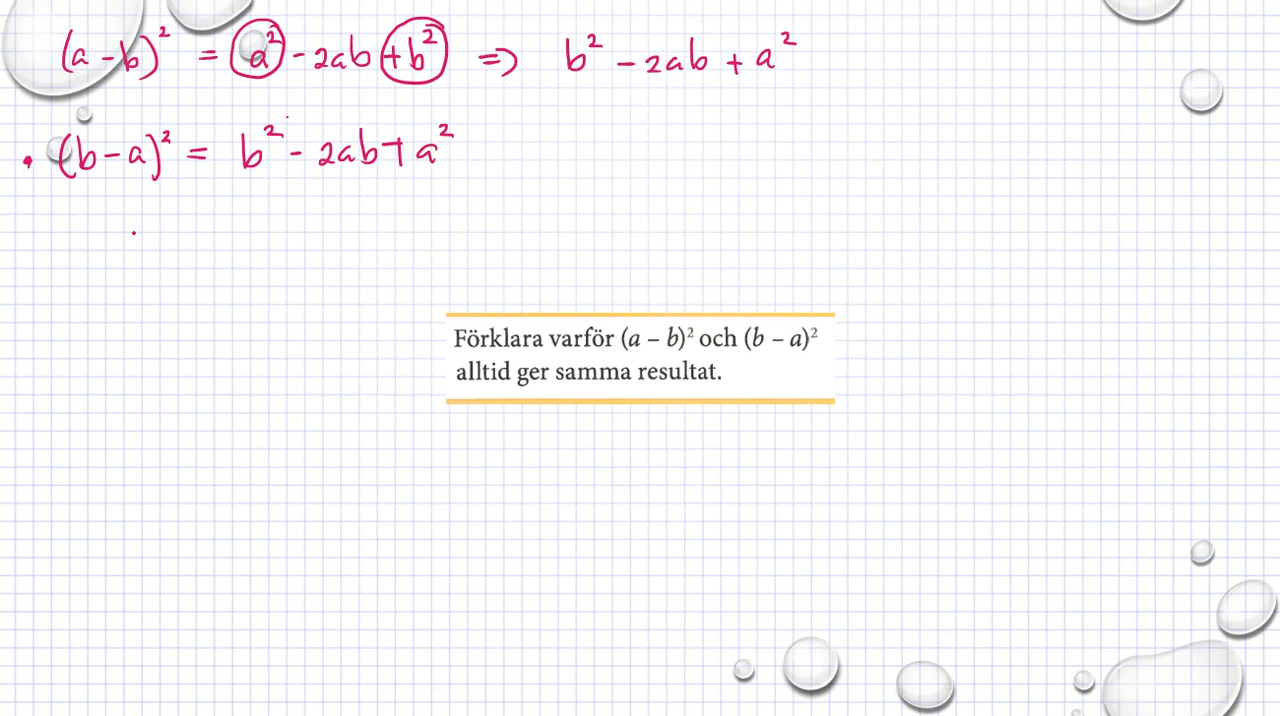 (a – b)² = a² – 2ab + b² ⇒ b² – 2ab + a²
• (b – a)² = b² – 2ab + a²
Förklara varför (a – b)² och (b – a)²
alltid ger samma resultat.